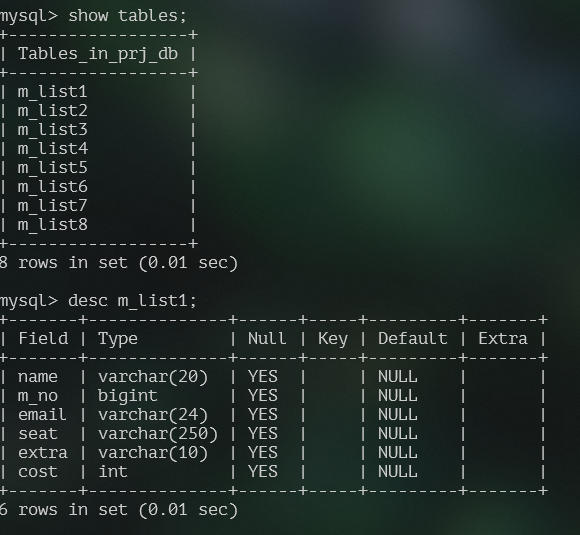 mysql> show tables;
+------------------+
| Tables_in_prj_db |
+------------------+
| m_list1          |
| m_list2          |
| m_list3          |
| m_list4          |
| m_list5          |
| m_list6          |
| m_list7          |
| m_list8          |
+------------------+
8 rows in set (0.01 sec)
mysql> desc m_list1;
+-------+--------------+------+-----+---------+-------+
| Field | Type         | Null | Key | Default | Extra |
+-------+--------------+------+-----+---------+-------+
| name  | varchar(20)  | YES  |     | NULL    |       |
| m_no  | bigint       | YES  |     | NULL    |       |
| email | varchar(24)  | YES  |     | NULL    |       |
| seat  | varchar(250) | YES  |     | NULL    |       |
| extra | varchar(10)  | YES  |     | NULL    |       |
| cost  | int          | YES  |     | NULL    |       |
+-------+--------------+------+-----+---------+-------+
6 rows in set (0.01 sec)